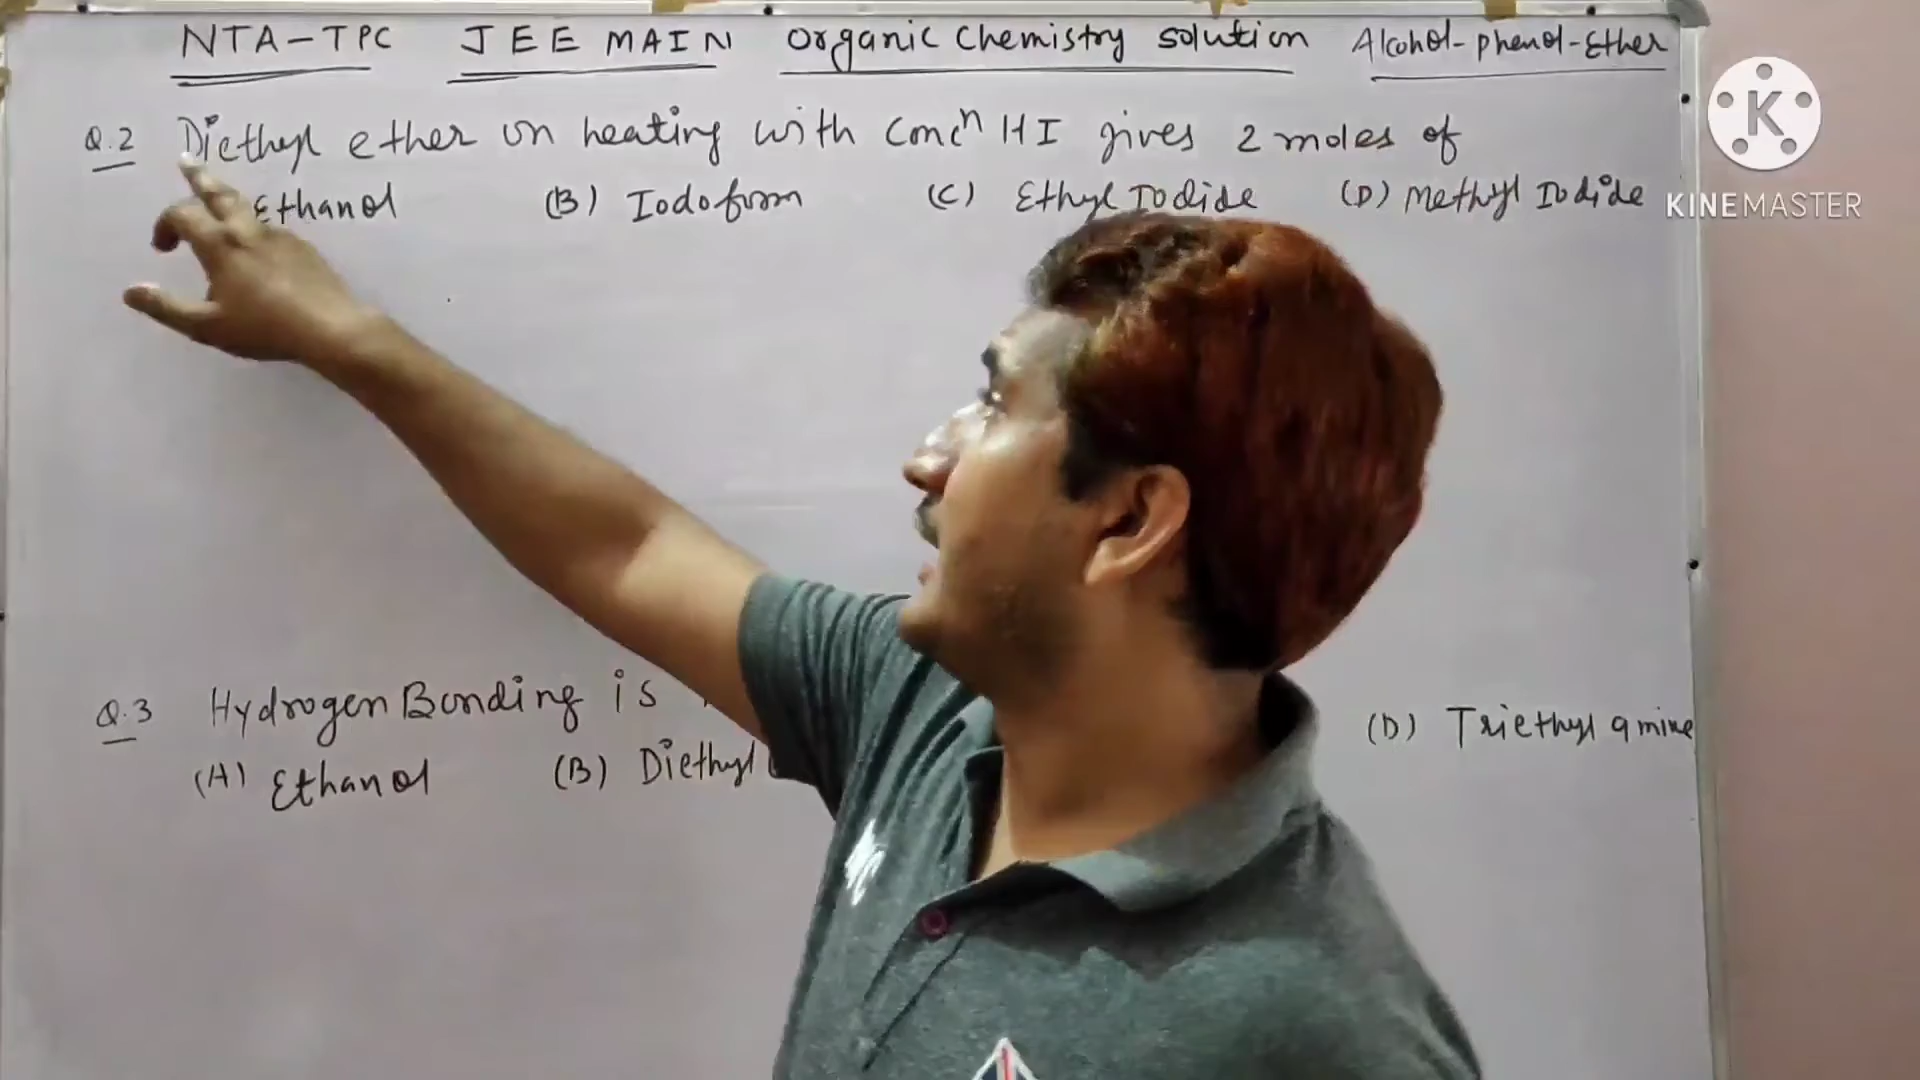 NTA-TPC JEE MAIN Organic Chemistry solution Alcohol-phenol-Ether
Q.2 Diethyl ether on heating with concn HI gives 2 moles of
Ethanol (B) Iodoform (C) Ethyl Iodide (D) Methyl Iodide
K
KINEMASTER
Q.3 Hydrogen Bonding is
(A) Ethanol (B) Diethyl (D) Triethyl amine